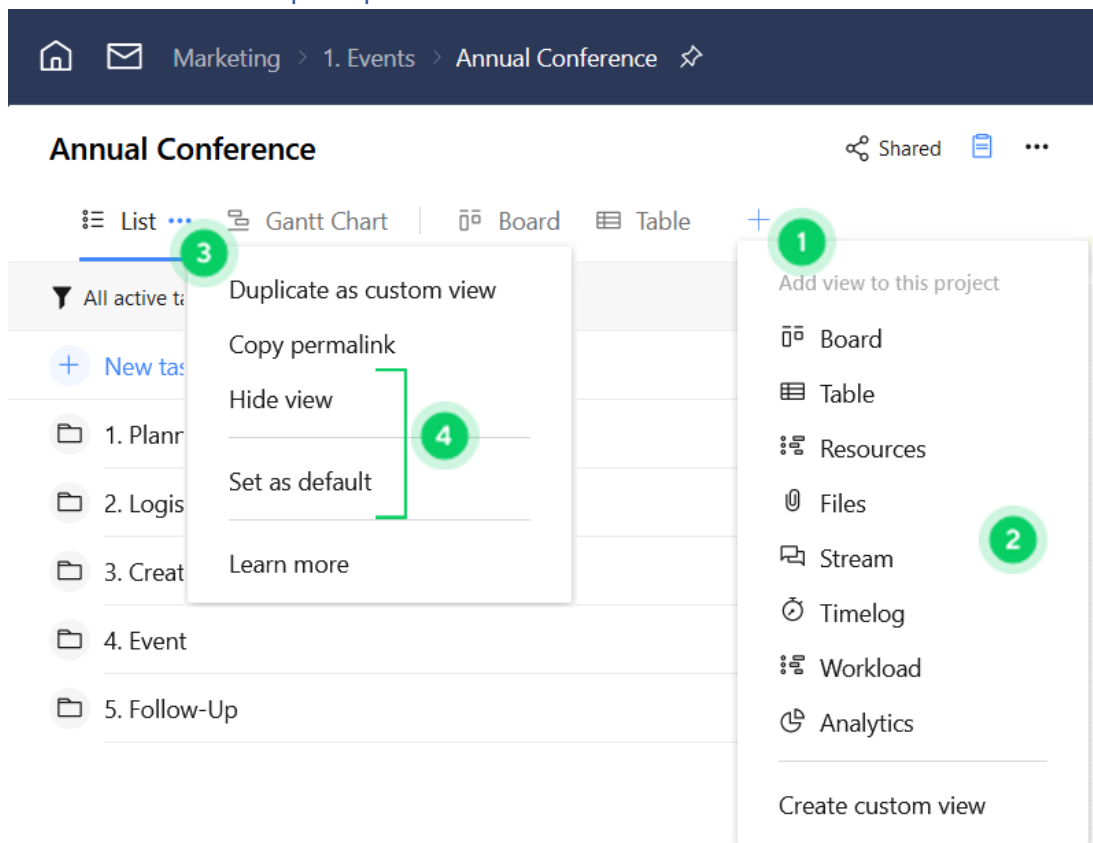 Marketing > 1. Events > Annual Conference
Annual Conference
Shared
List
Gantt Chart
Board
Table
3
1
All active ta
New tas
1. Plann
2. Logis
3. Creat
4. Event
5. Follow-Up
Duplicate as custom view
Copy permalink
Hide view
4
Set as default
Learn more
Add view to this project
Board
Table
Resources
Files
2
Stream
Timelog
Workload
Analytics
Create custom view